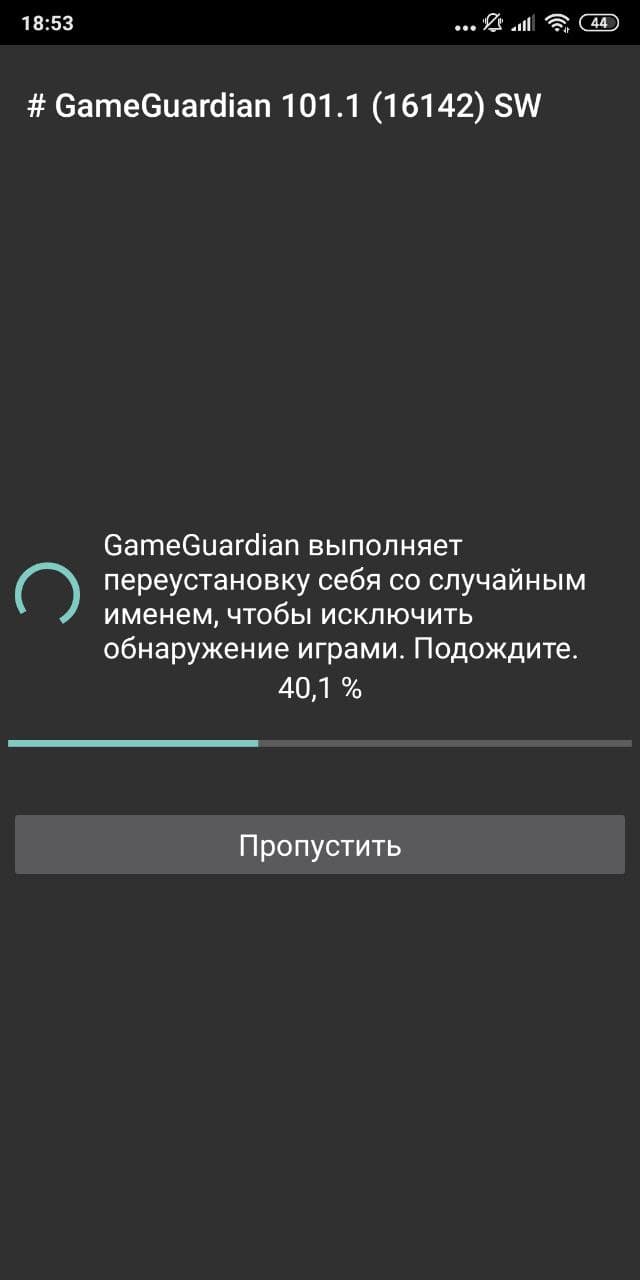 18:53
44
# GameGuardian 101.1 (16142) SW
GameGuardian выполняет
переустановку себя со случайным
именем, чтобы исключить
обнаружение играми. Подождите.
40,1 %
Пропустить